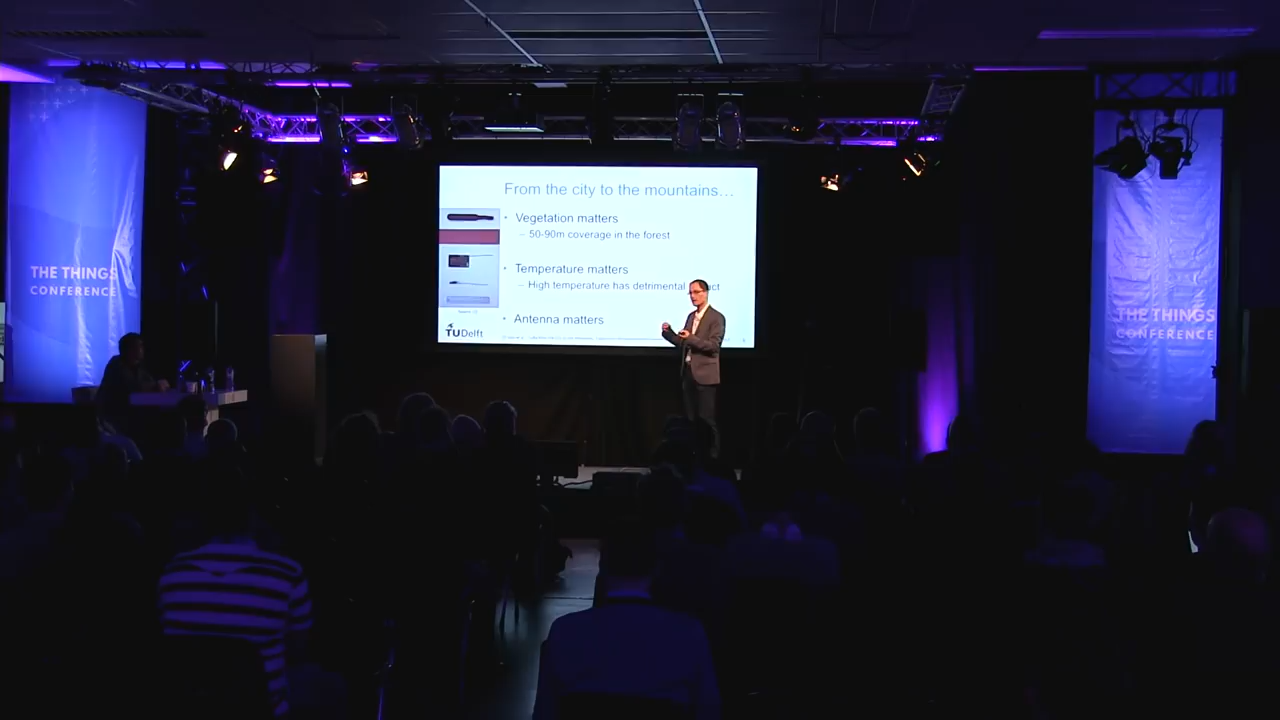 From the city to the mountains…
• Vegetation matters
– 50-90m coverage in the forest
• Temperature matters
– High temperature has detrimental
• Antenna matters
TUDelft
THE THINGS
CONFERENCE
THE THINGS
CONFERENCE